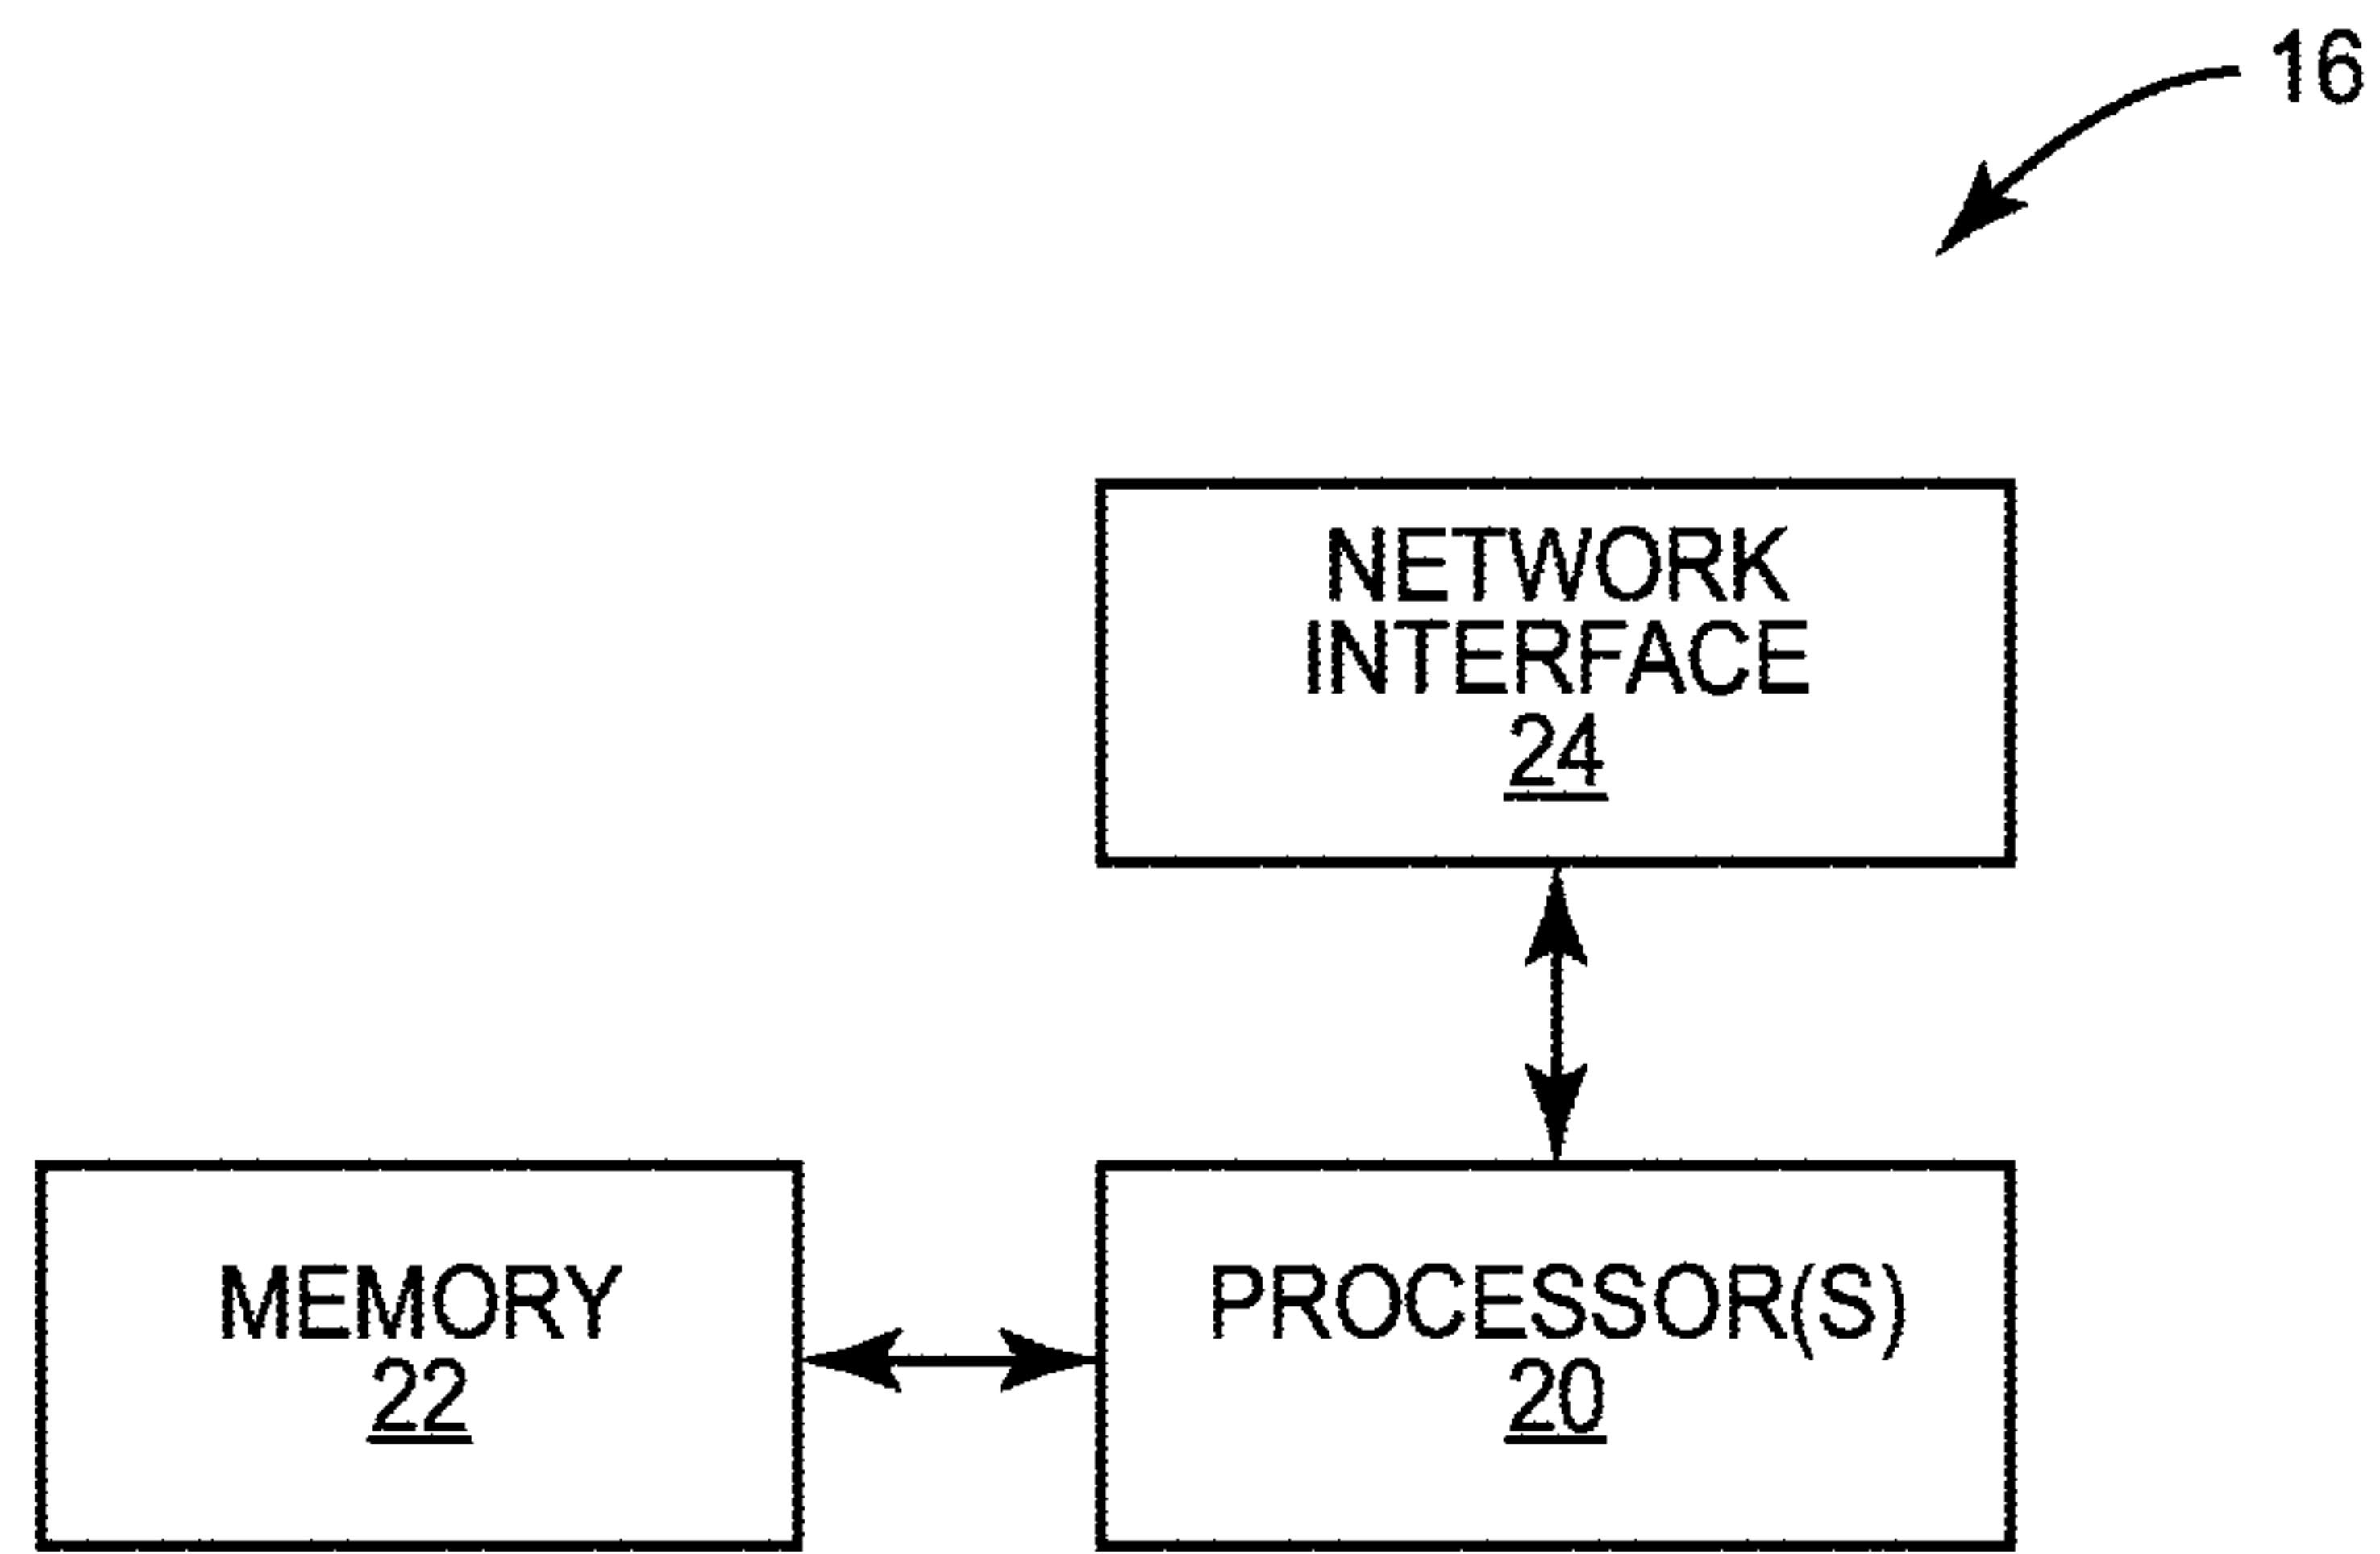 16
NETWORK
INTERFACE
24
MEMORY
22
PROCESSOR(S)
20